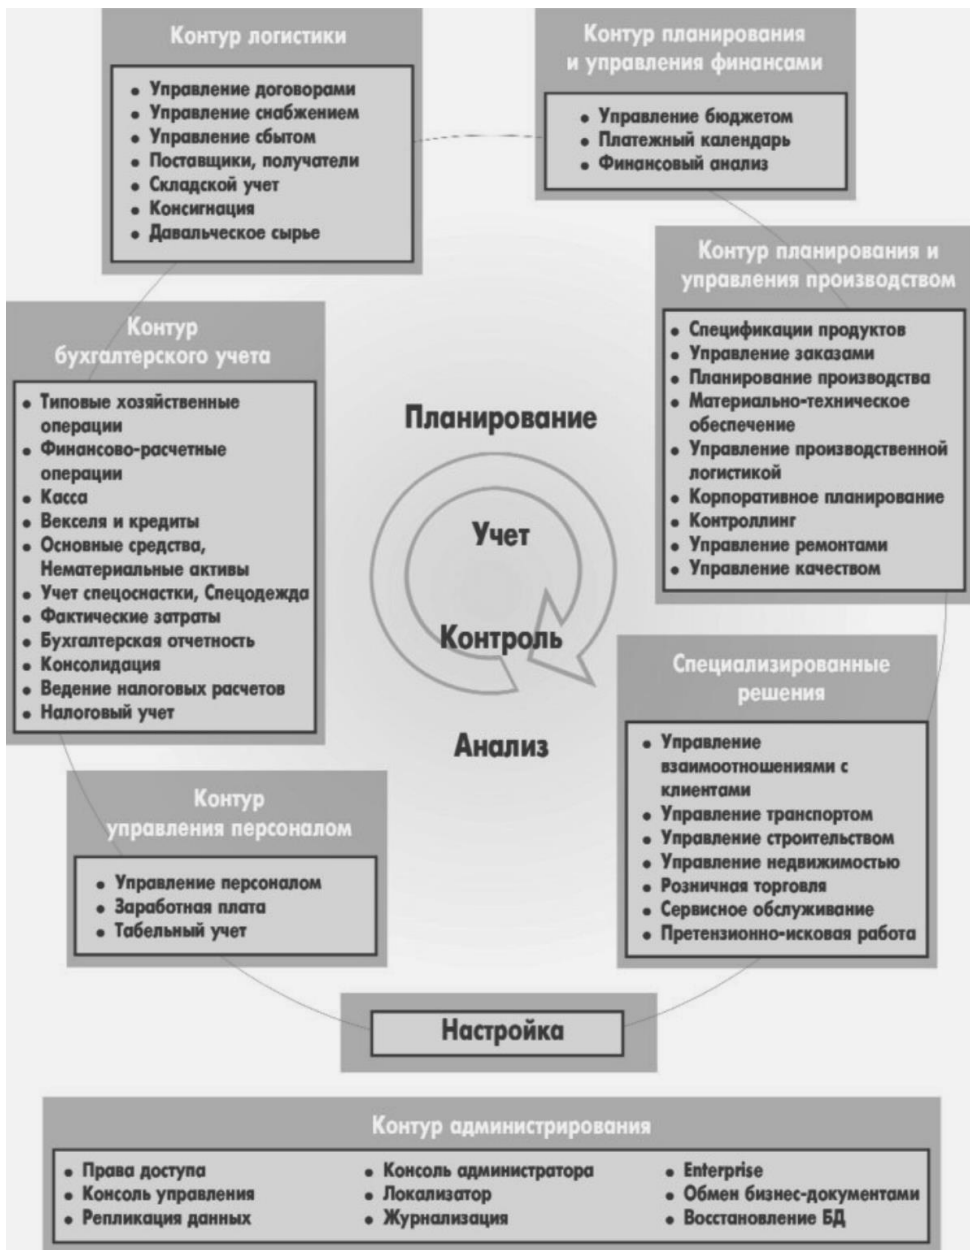 Контур логистики
• Управление договорами
• Управление снабжением
• Управление сбытом
• Поставщики, получатели
• Складской учет
• Консигнация
• Давальческое сырье
Контур планирования
и управления финансами
• Управление бюджетом
• Платежный календарь
• Финансовый анализ
Контур планирования и
управления производством
• Спецификации продуктов
• Управление заказами
• Планирование производства
• Материально-техническое
обеспечение
• Управление производственной
логистикой
• Корпоративное планирование
• Контроллинг
• Управление ремонтами
• Управление качеством
Контур
бухгалтерского учета
• Типовые хозяйственные
операции
• Финансово-расчетные
операции
• Касса
• Векселя и кредиты
• Основные средства,
Нематериальные активы
• Учет спецоснастки, Спецодежда
• Фактические затраты
• Бухгалтерская отчетность
• Консолидация
• Ведение налоговых расчетов
• Налоговый учет
Планирование
Учет
Контроль
Анализ
Специализированные
решения
• Управление
взаимоотношениями с
клиентами
• Управление транспортом
• Управление строительством
• Управление недвижимостью
• Розничная торговля
• Сервисное обслуживание
• Претензионно-исковая работа
Контур
управления персоналом
• Управление персоналом
• Заработная плата
• Табельный учет
Настройка
Контур администрирования
• Права доступа
• Консоль управления
• Репликация данных
• Консоль администратора
• Локализатор
• Журнализация
• Enterprise
• Обмен бизнес-документами
• Восстановление БД